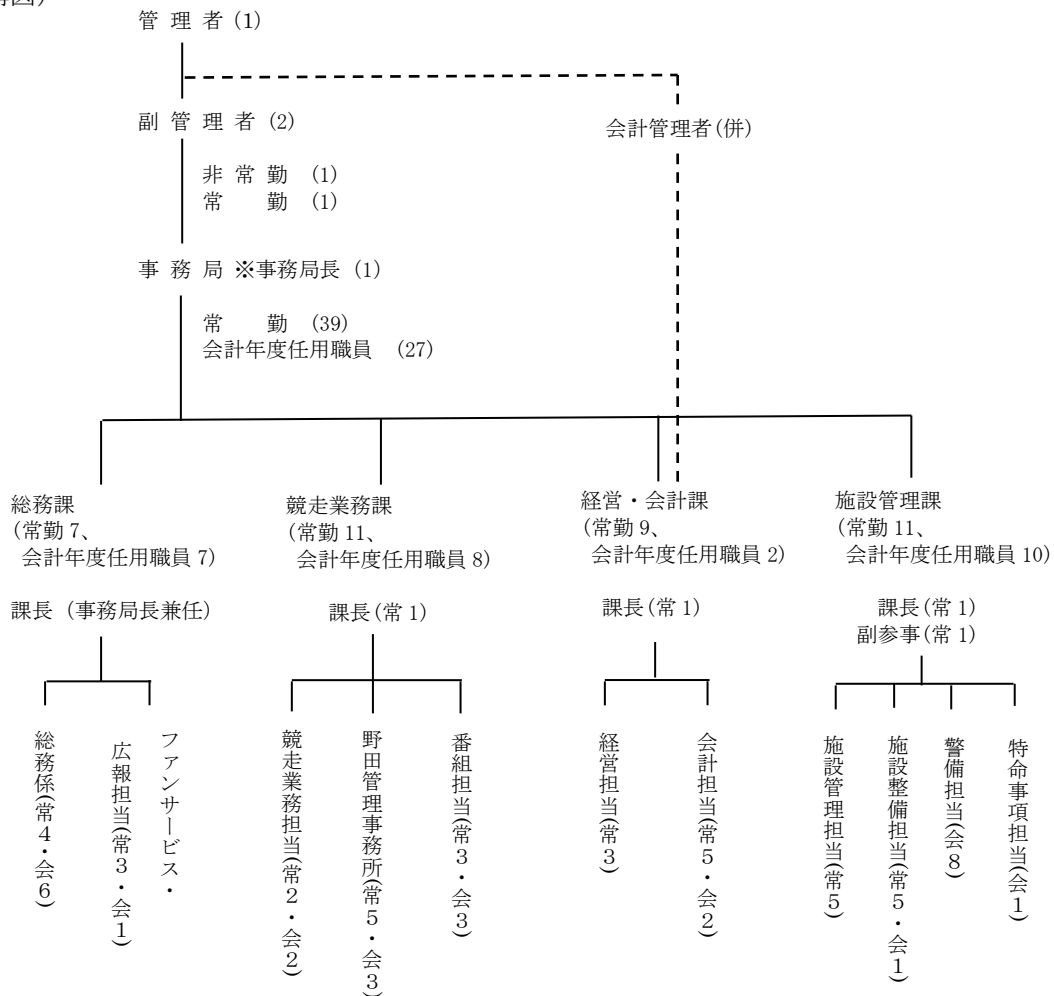 管 理 者 (1)
副 管 理 者 (2)
会計管理者(併)
非 常 勤 (1)
常　　勤 (1)
事 務 局 ※事務局長 (1)
常　　勤 (39)
会計年度任用職員 (27)
総務課
(常勤 7、
会計年度任用職員 7)
競走業務課
(常勤 11、
会計年度任用職員 8)
経営・会計課
(常勤 9、
会計年度任用職員 2)
施設管理課
(常勤 11、
会計年度任用職員 10)
課長 (事務局長兼任)
課長(常 1)
課長(常 1)
課長(常 1)
副参事(常 1)
総務係(常４・会６)
ファンサービス・
広報担当(常３・会１)
競走業務担当(常２・会２)
野田管理事務所(常５・会３)
番組担当(常３・会３)
経営担当(常３)
会計担当(常５・会２)
施設管理担当(常５)
施設整備担当(常５・会１)
警備担当(会８)
特命事項担当(会１)